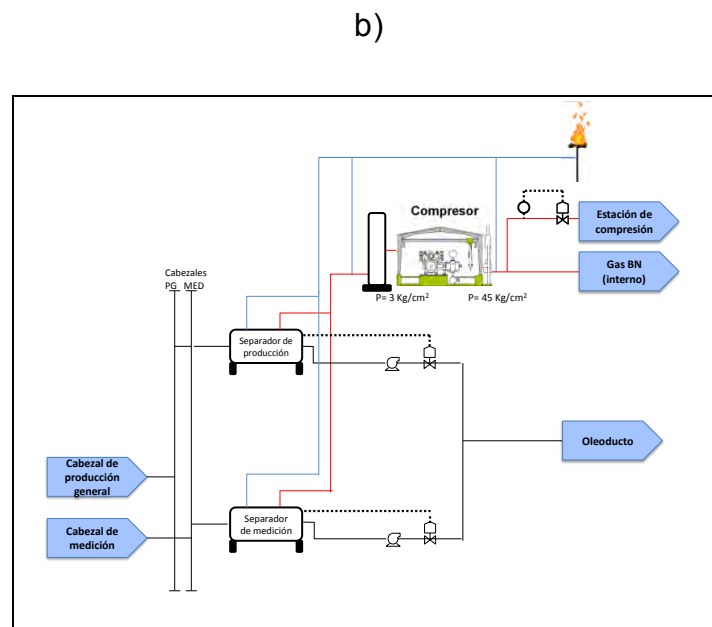 b)
Compresor
Estación de
compresión
Gas BN
(interno)
P= 3 Kg/cm²
P= 45 Kg/cm²
Cabezales
PG MED
Separador de
producción
Oleoducto
Cabezal de
producción
general
Separador
de medición
Cabezal
de medición